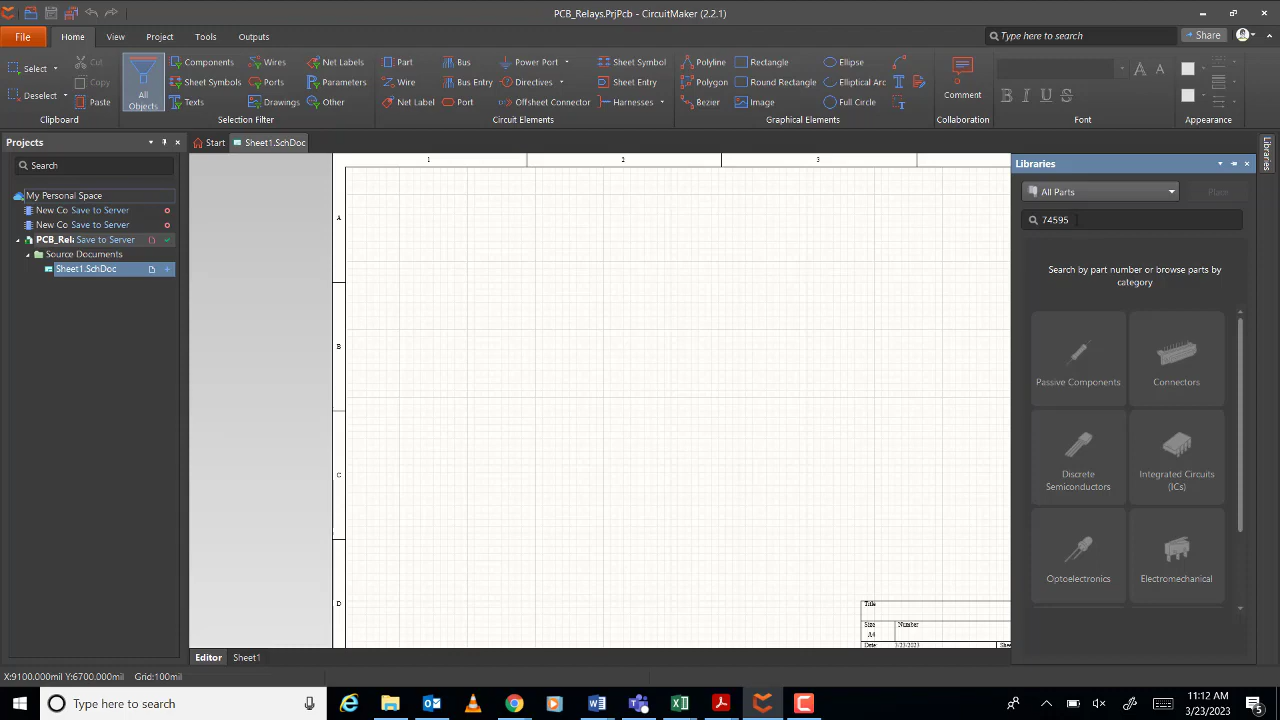 PCB_Relays.PrjPcb - CircuitMaker (2.2.1)
File
Home
View
Project
Tools
Outputs
Type here to search
Share
Select
Cut
Components
Wires
Net Labels
Part
Bus
Power Port
Sheet Symbol
Polyline
Rectangle
Ellipse
Copy
Sheet Symbols
Ports
Parameters
Wire
Bus Entry
Directives
Sheet Entry
Polygon
Round Rectangle
Elliptical Arc
Deselect
Paste
All Objects
Texts
Drawings
Other
Net Label
Port
Offsheet Connector
Harnesses
Bezier
Image
Full Circle
Comment
B I U S
Clipboard
Selection Filter
Circuit Elements
Graphical Elements
Collaboration
Font
Appearance
Projects
Start
Sheet1.SchDoc
Libraries
Search
My Personal Space
New Co Save to Server
New Co Save to Server
PCB_Rel Save to Server
Source Documents
Sheet1.SchDoc
1 2 3
A
B
C
D
Title
Size
Number
A4
Date:
3/23/2023
Shee
Libraries
All Parts
Place
74595
Search by part number or browse parts by
category
Passive Components
Connectors
Discrete
Semiconductors
Integrated Circuits
(ICs)
Optoelectronics
Electromechanical
Editor
Sheet1
X:9100.000mil Y:6700.000mil Grid:100mil
Type here to search
11:12 AM
3/23/2023
5